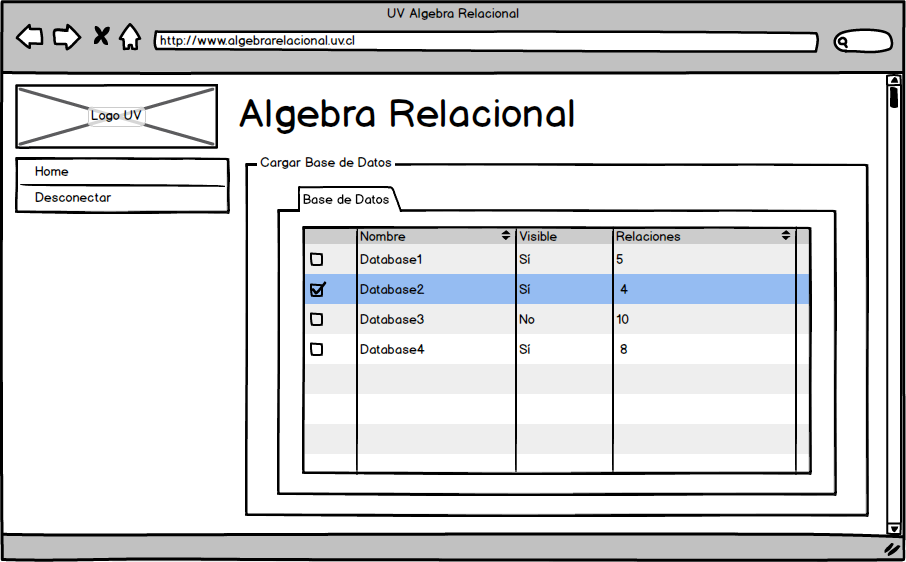 UV Algebra Relacional
http://www.algebrarelacional.uv.cl
Logo UV
Algebra Relacional
Home
Desconectar
Cargar Base de Datos
Base de Datos
Nombre Visible Relaciones
Database1 Sí 5
Database2 Sí 4
Database3 No 10
Database4 Sí 8